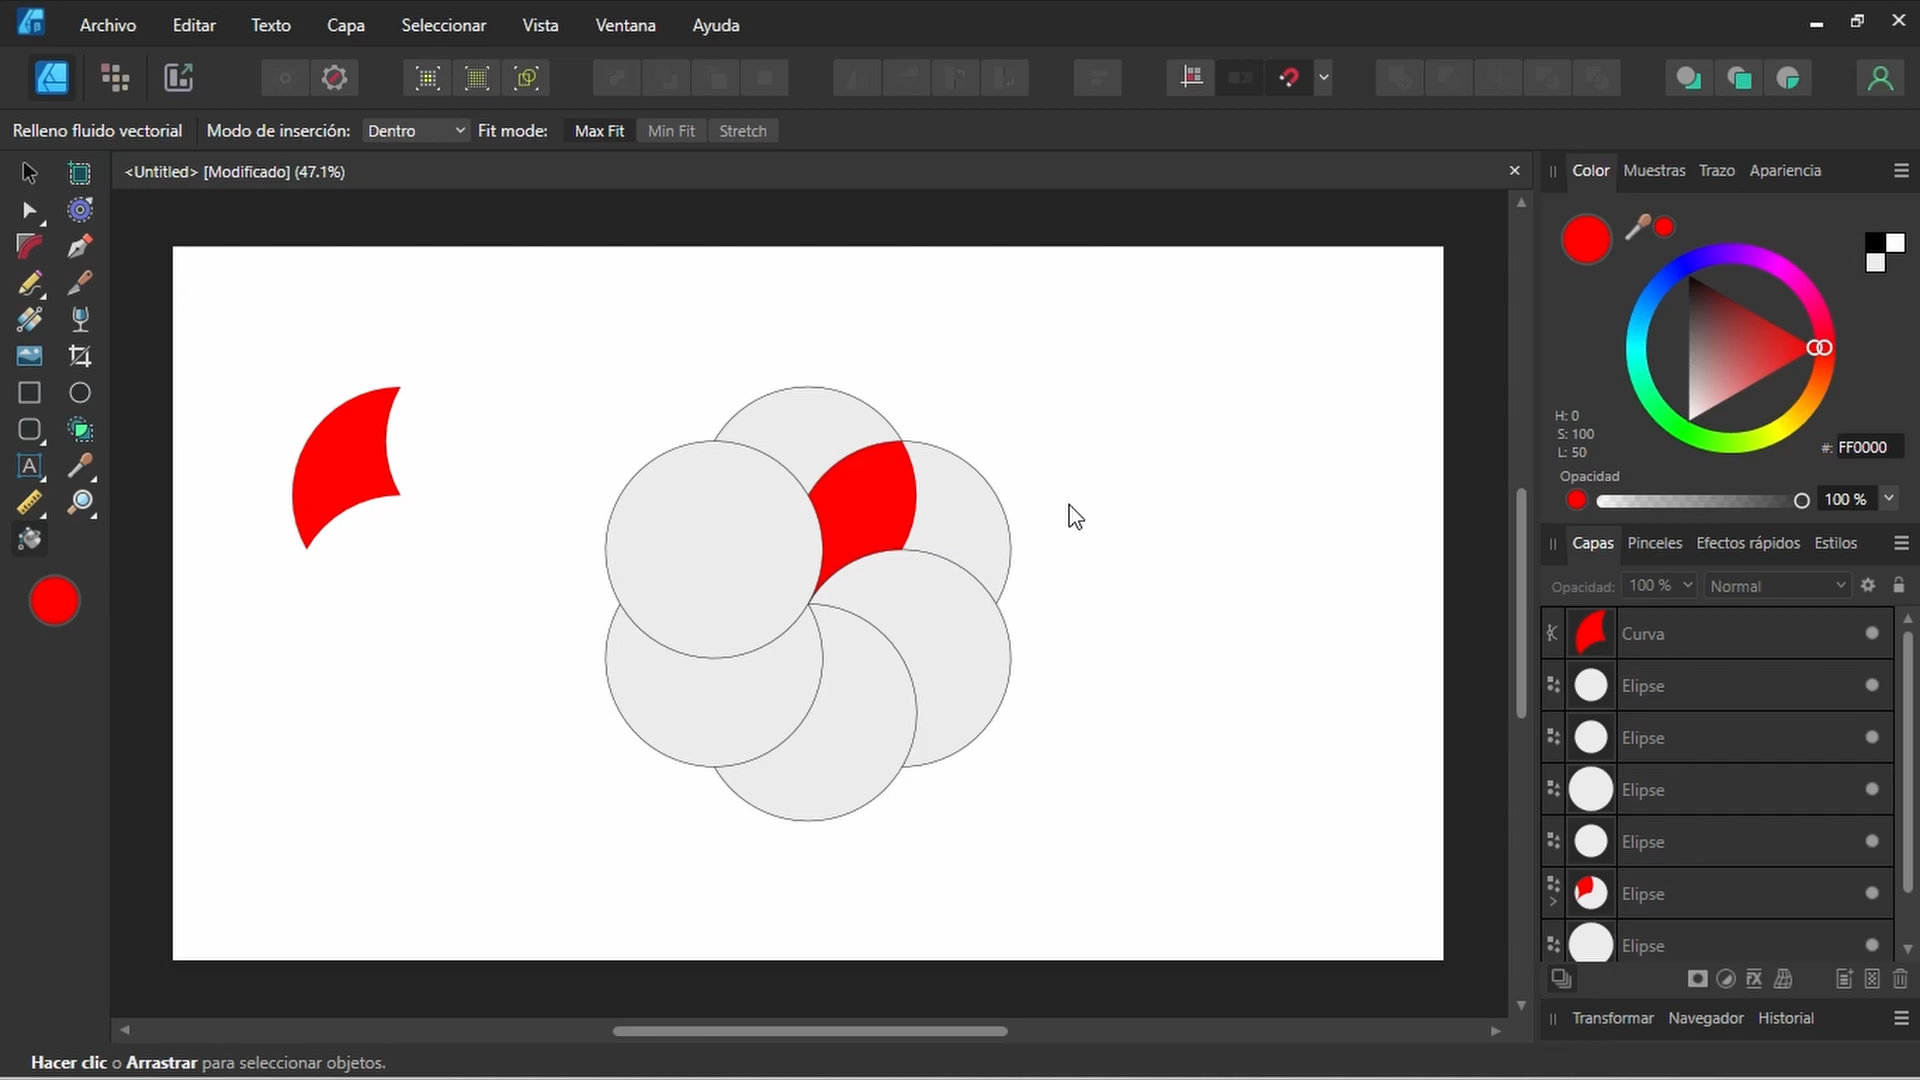 Archivo Editar Texto Capa Seleccionar Vista Ventana Ayuda
Relleno fluido vectorial Modo de inserción: Dentro Fit mode: Max Fit Min Fit Stretch
<Untitled> [Modificado] (47.1%)
Color Muestras Trazo Apariencia
H: 0
S: 100
L: 50
#: FF0000
Opacidad
100 %
Capas Pinceles Efectos rápidos Estilos
Opacidad: 100 % Normal
Curva
Elipse
Elipse
Elipse
Elipse
Elipse
Elipse
Transformar Navegador Historial
Hacer clic o Arrastrar para seleccionar objetos.